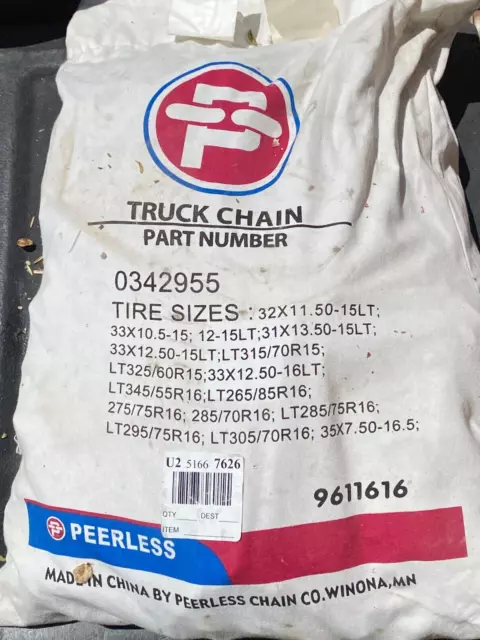 TRUCK CHAIN
PART NUMBER
0342955
TIRE SIZES : 32X11.50-15LT;
33X10.5-15; 12-15LT;31X13.50-15LT;
33X12.50-15LT;LT315/70R15;
LT325/60R15;33X12.50-16LT;
LT345/55R16;LT265/85R16;
275/75R16; 285/70R16; LT285/75R16;
LT295/75R16; LT305/70R16; 35X7.50-16.5;
U2 5166 7626
QTY DEST
ITEM
9611616
PEERLESS
MADE IN CHINA BY PEERLESS CHAIN CO.WINONA,MN